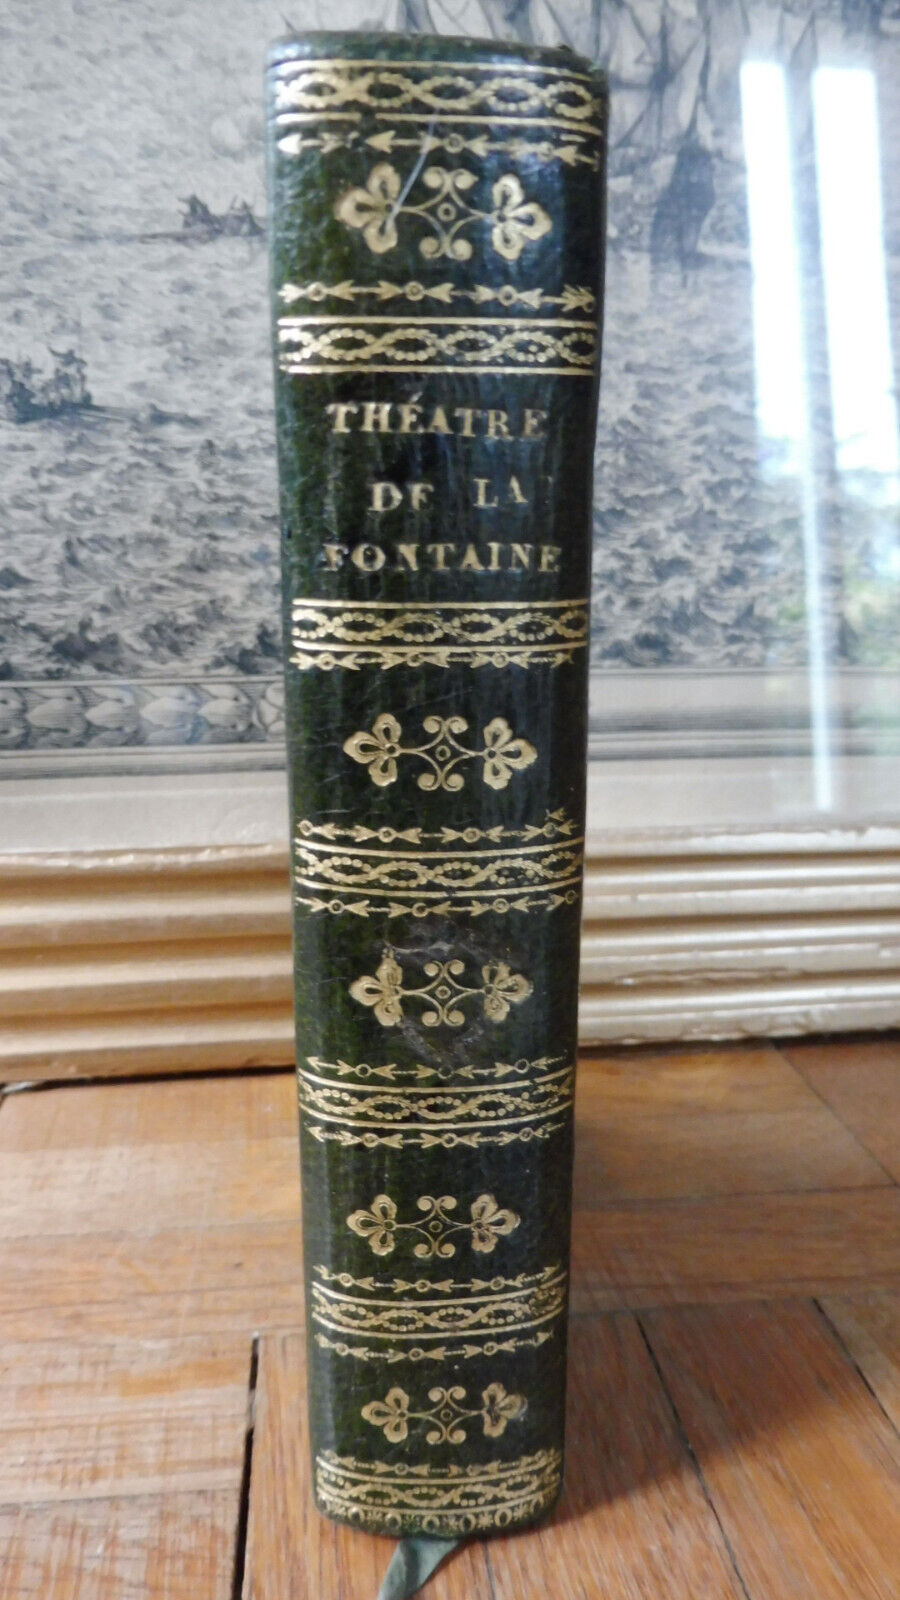 THÉATRE
DE LA
FONTAINE